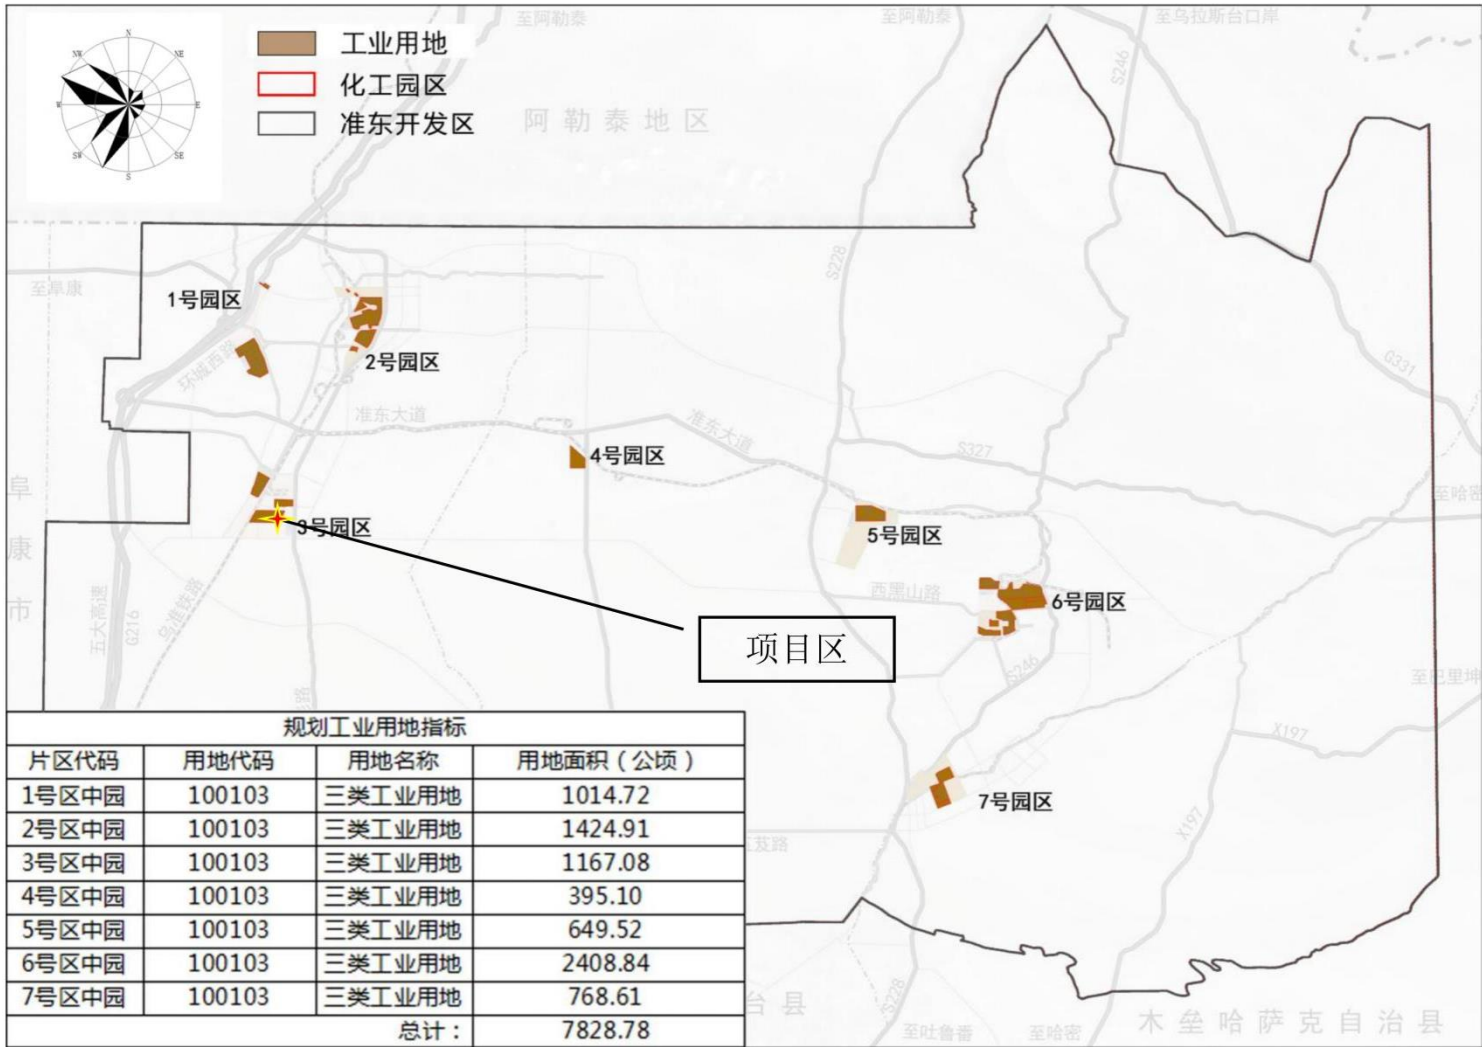 至阿勒泰
至阿勒泰
至乌拉斯台口岸
N
NE
E
SE
S
SW
W
NW
工业用地
化工园区
准东开发区
阿勒泰地区
S246
S228
至阜康
1号园区
环城西路
2号园区
G331
准东大道
准东大道
S327
4号园区
至哈密
阜康市
3号园区
5号园区
西黑山路
6号园区
五大高速
G216
乌准铁路
项目区
S246
至巴里坤
X197
7号园区
X197
S228
至吐鲁番
至哈密
台县
木垒哈萨克自治县
规划工业用地指标
片区代码 用地代码 用地名称 用地面积（公顷）
1号区中园 100103 三类工业用地 1014.72
2号区中园 100103 三类工业用地 1424.91
3号区中园 100103 三类工业用地 1167.08
4号区中园 100103 三类工业用地 395.10
5号区中园 100103 三类工业用地 649.52
6号区中园 100103 三类工业用地 2408.84
7号区中园 100103 三类工业用地 768.61
总计： 7828.78